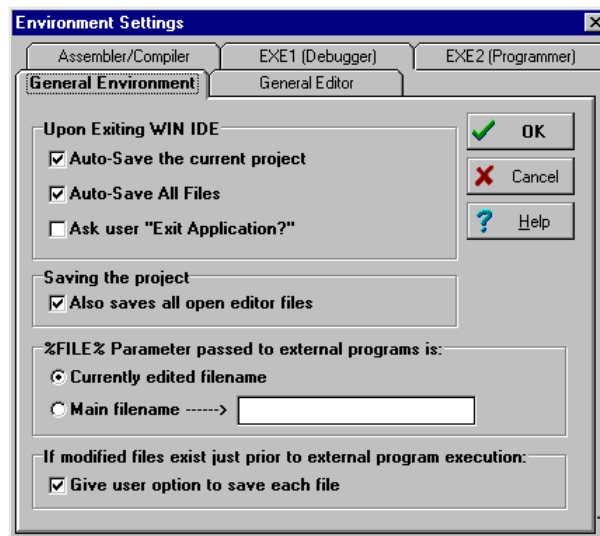 Environment Settings
Assembler/Compiler
EXE1 (Debugger)
EXE2 (Programmer)
General Environment
General Editor
Upon Exiting WIN IDE
Auto-Save the current project
Auto-Save All Files
Ask user "Exit Application?"
OK
Cancel
Help
Saving the project
Also saves all open editor files
%FILE% Parameter passed to external programs is:
Currently edited filename
Main filename ------>
If modified files exist just prior to external program execution:
Give user option to save each file